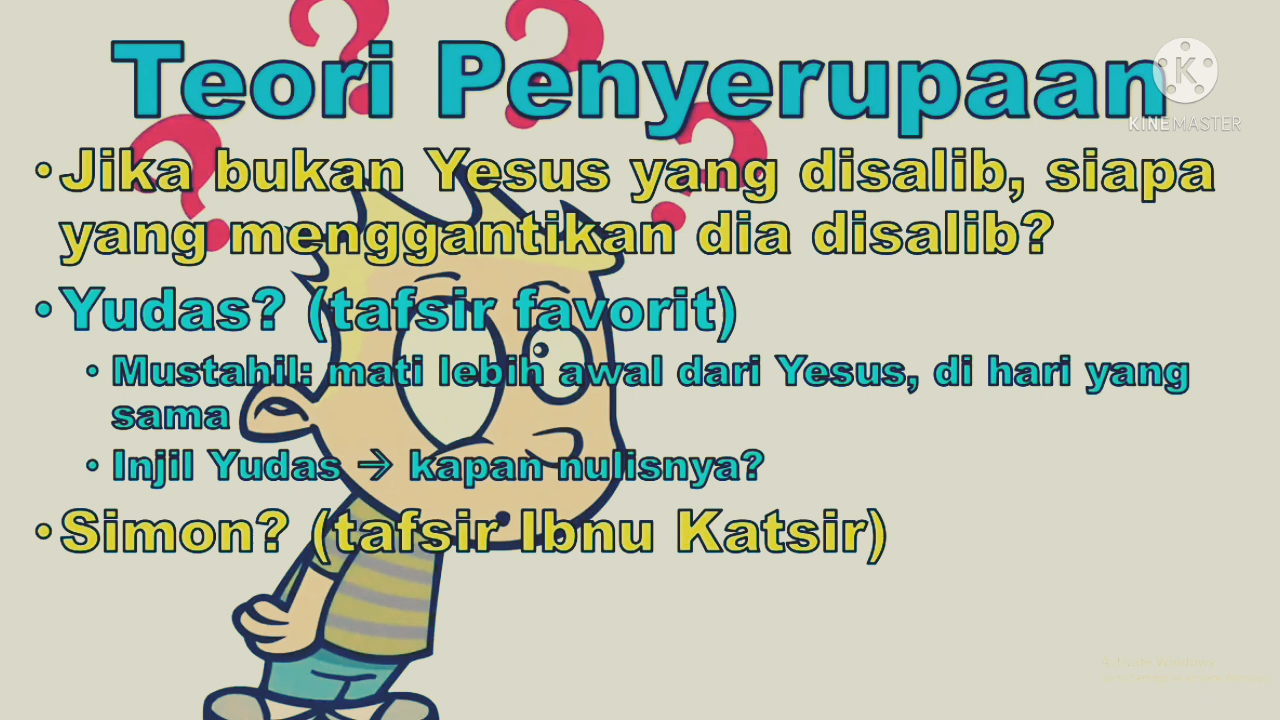 Teori Penyerupaan
K
KINEMASTER
• Jika bukan Yesus yang disalib, siapa
yang menggantikan dia disalib?
• Yudas? (tafsir favorit)
• Mustahil: mati lebih awal dari Yesus, di hari yang
sama
• Injil Yudas → kapan nulisnya?
• Simon? (tafsir Ibnu Katsir)